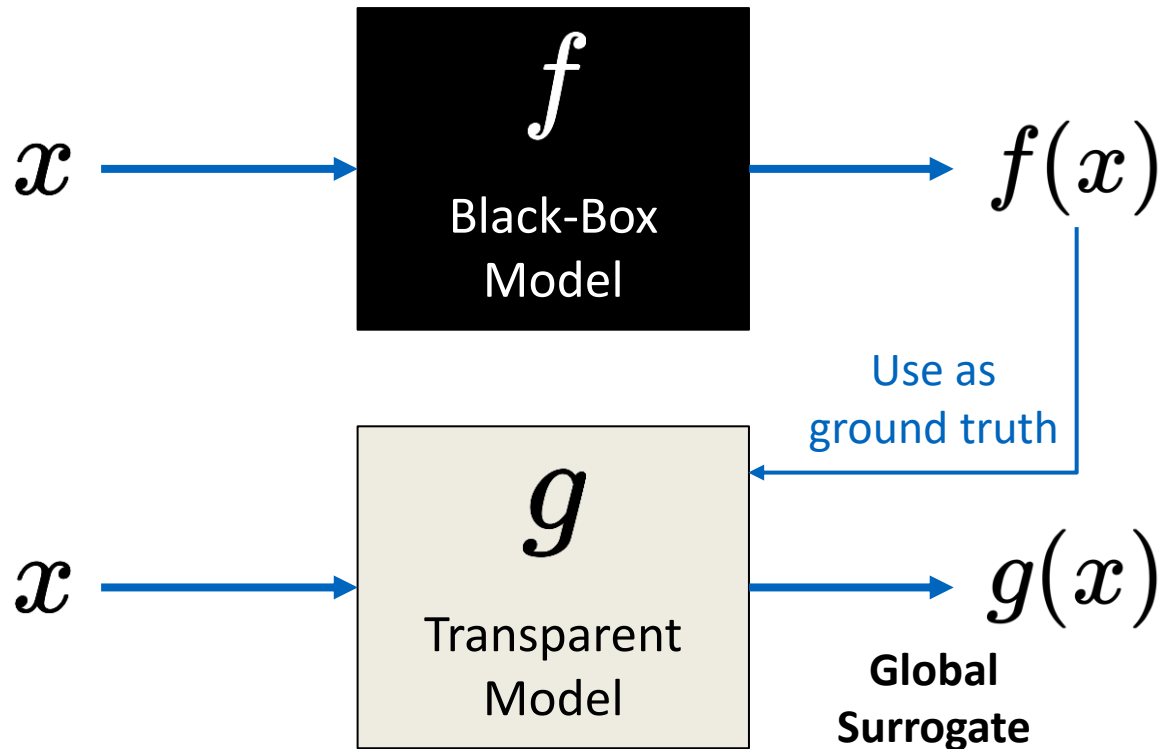 f
x
f(x)
Black-Box
Model
Use as
ground truth
g
x
g(x)
Transparent
Model
Global
Surrogate